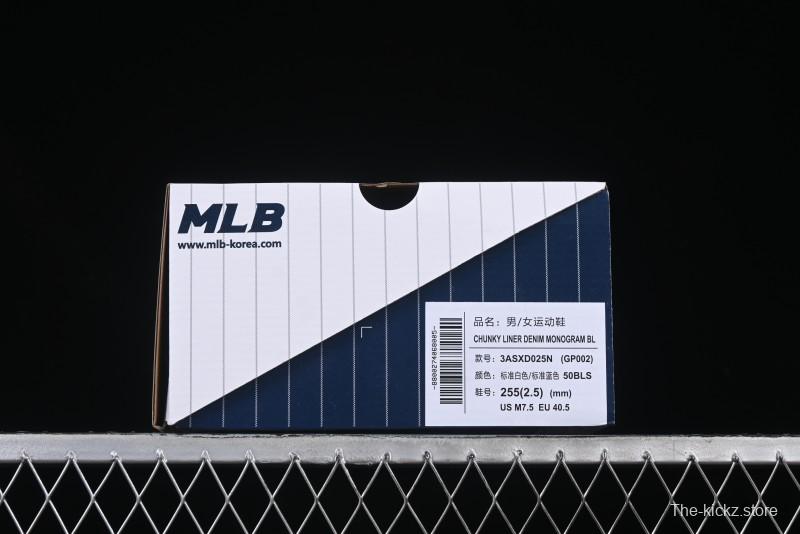 MLB
www.mlb-korea.com
品名：男/女运动鞋
CHUNKY LINER DENIM MONOGRAM BL
款号：3ASXD025N (GP002)
颜色：标准白色/标准蓝色 50BLS
鞋号：255(2.5) (mm)
US M7.5 EU 40.5
-8800274068005-
The-kickz.store